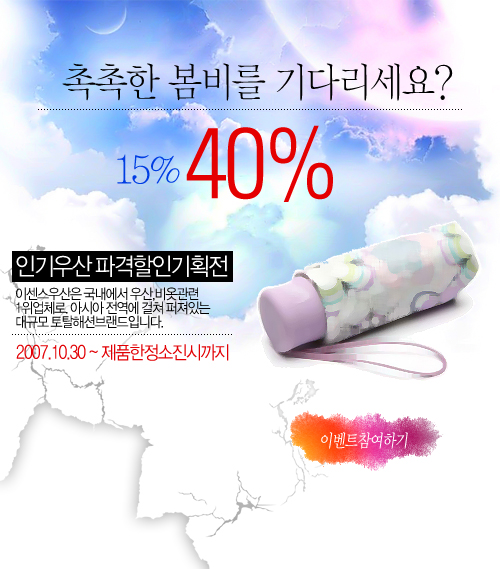 촉촉한 봄비를 기다리세요?
15% 40%
인기우산 파격할인기획전
이센스우산은 국내에서 우산,비옷관련
1위업체로, 아시아 전역에 걸쳐 퍼져있는
대규모 토탈해션브랜드입니다.
2007.10.30 ~ 제품한정소진시까지
이벤트참여하기